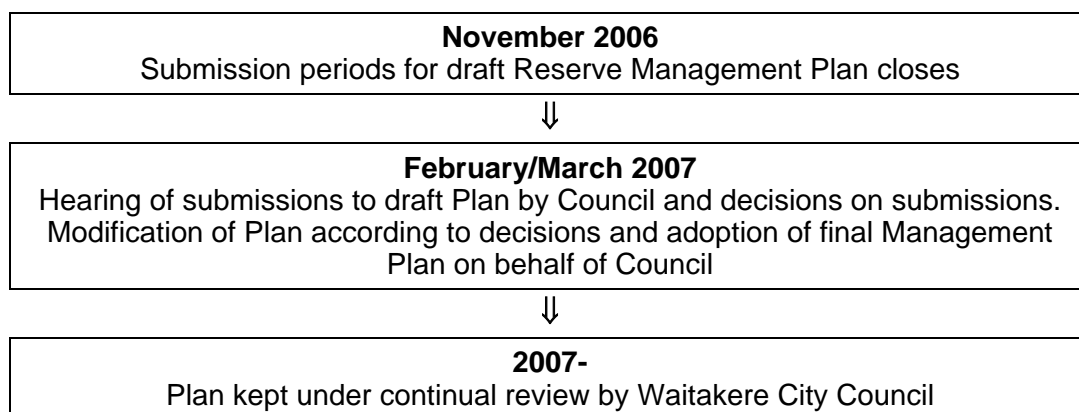 November 2006
Submission periods for draft Reserve Management Plan closes
⇓
February/March 2007
Hearing of submissions to draft Plan by Council and decisions on submissions.
Modification of Plan according to decisions and adoption of final Management
Plan on behalf of Council
⇓
2007-
Plan kept under continual review by Waitakere City Council